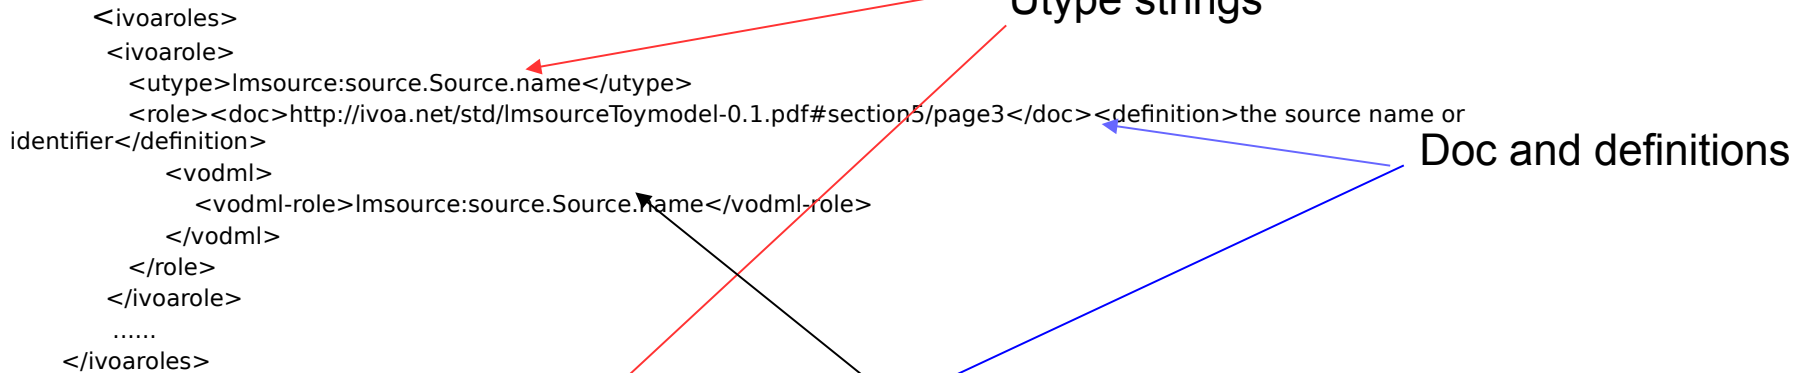 Utype strings
<ivoaroles>
<ivoarole>
<utype>lmsource:source.Source.name</utype>
<role><doc>http://ivoa.net/std/lmsourceToymodel-0.1.pdf#section5/page3</doc><definition>the source name or
identifier</definition>
Doc and definitions
<vodml>
<vodml-role>lmsource:source.Source.name</vodml-role>
</vodml>
</role>
</ivoarole>
......
</ivoaroles>